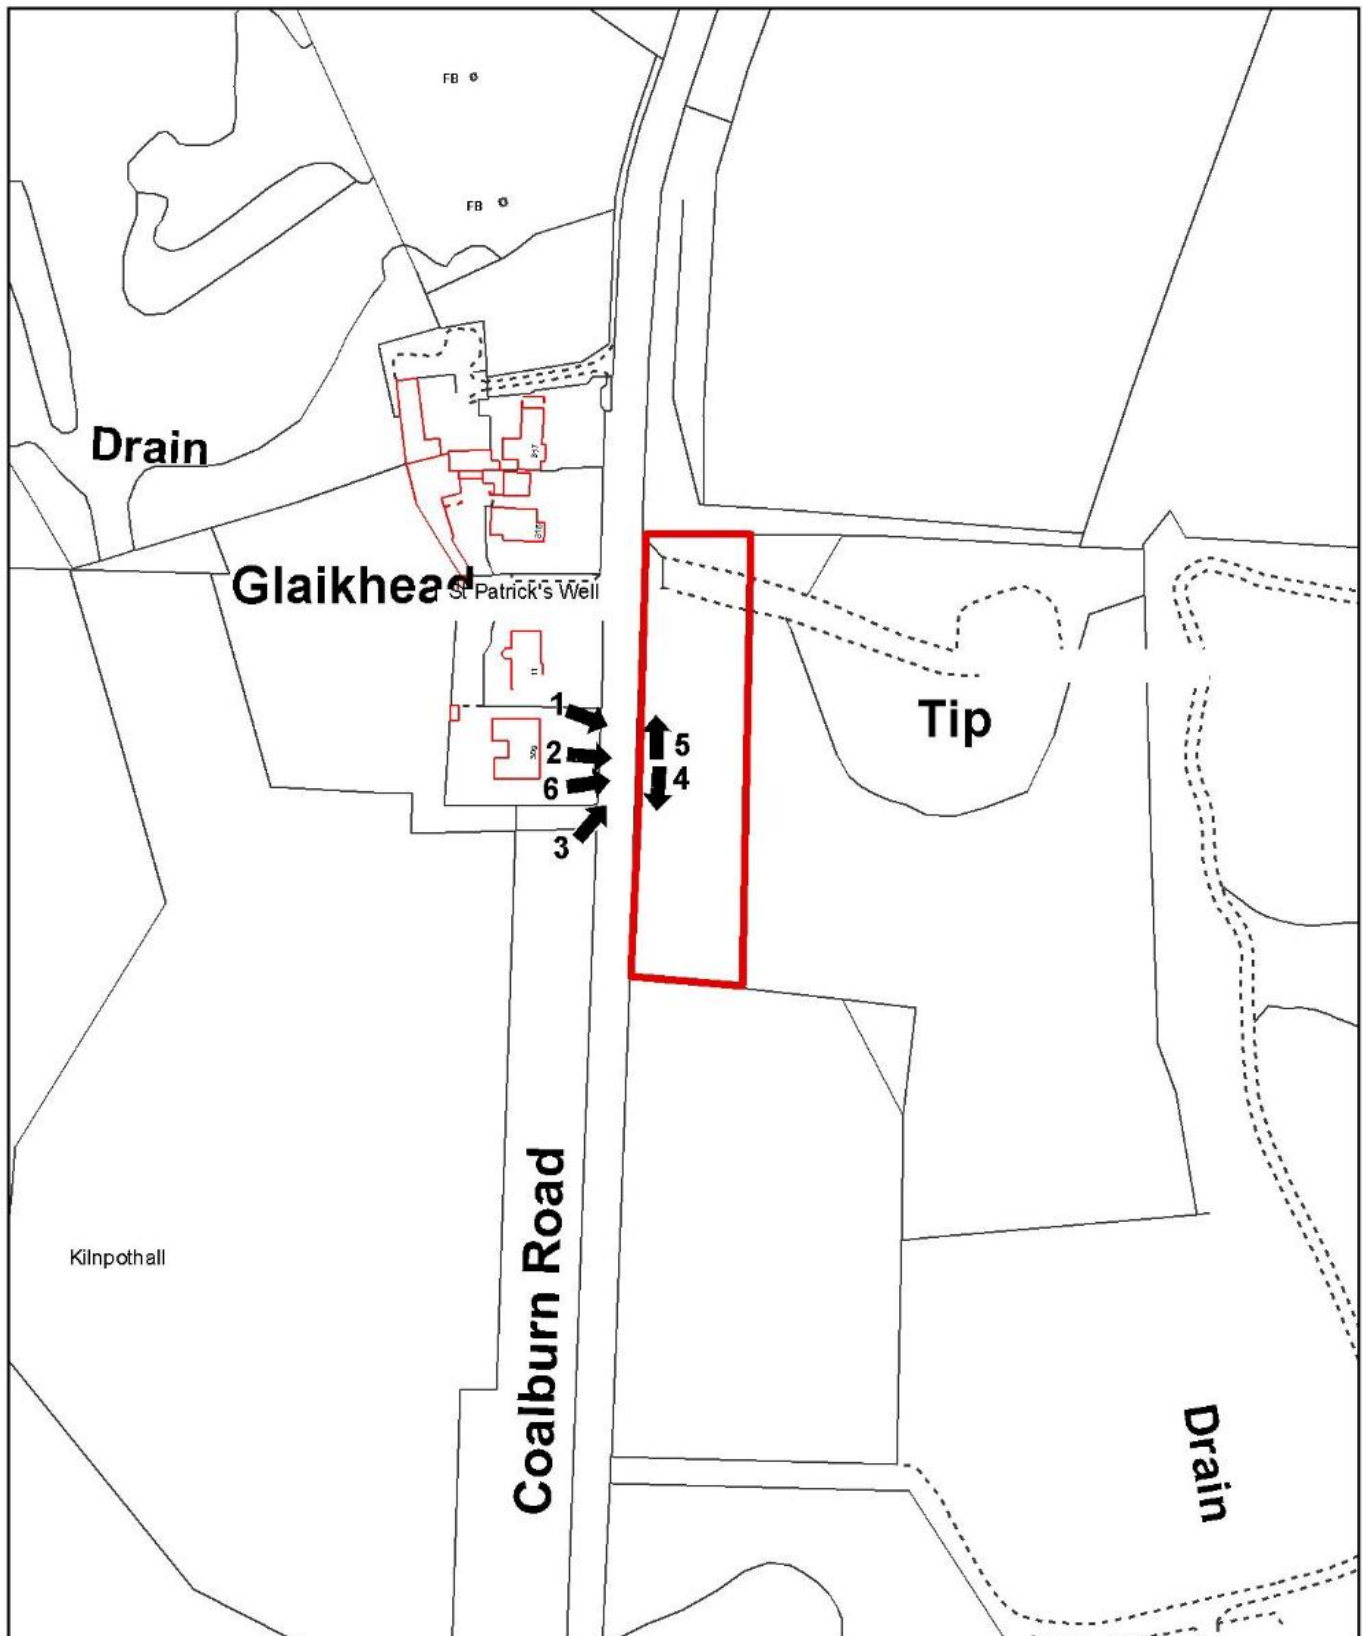 FB
FB
Drain
Glaikhead
St Patrick's Well
1
2
6
3
5
4
Tip
Coalburn Road
Kilnpothall
Drain